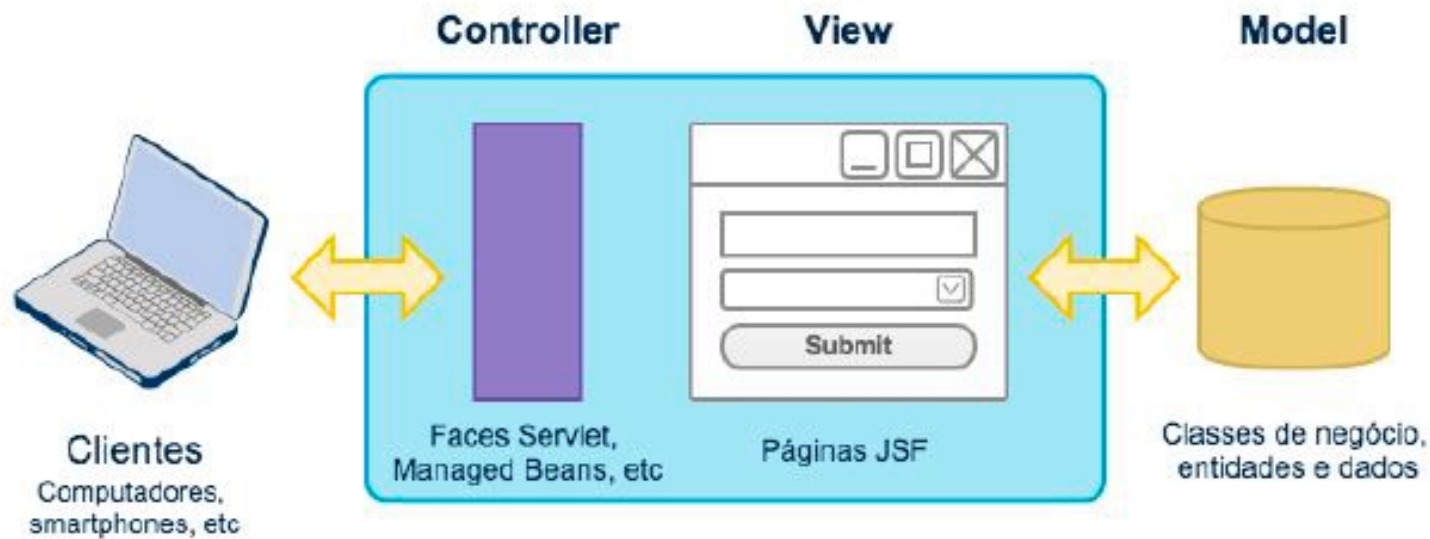 Controller
View
Model
Submit
Clientes
Computadores,
smartphones, etc
Faces Servlet,
Managed Beans, etc
Páginas JSF
Classes de negócio,
entidades e dados